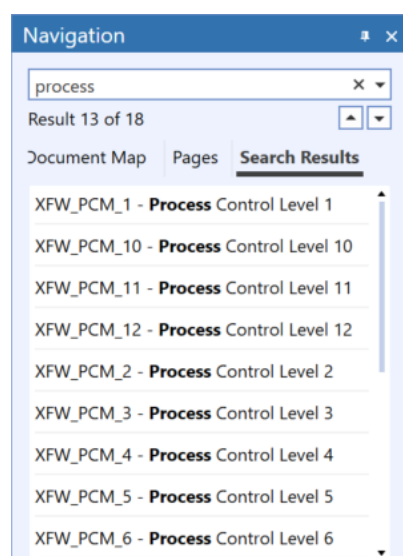 Navigation
process
Result 13 of 18
Document Map Pages Search Results
XFW_PCM_1 - Process Control Level 1
XFW_PCM_10 - Process Control Level 10
XFW_PCM_11 - Process Control Level 11
XFW_PCM_12 - Process Control Level 12
XFW_PCM_2 - Process Control Level 2
XFW_PCM_3 - Process Control Level 3
XFW_PCM_4 - Process Control Level 4
XFW_PCM_5 - Process Control Level 5
XFW_PCM_6 - Process Control Level 6